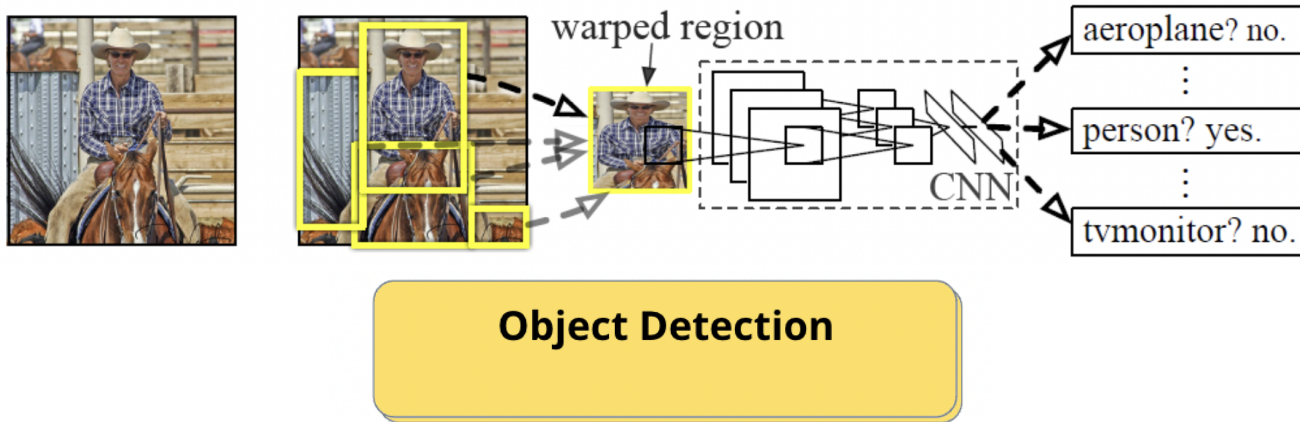 warped region
aeroplane? no.
⋮
person? yes.
CNN
⋮
tvmonitor? no.
Object Detection